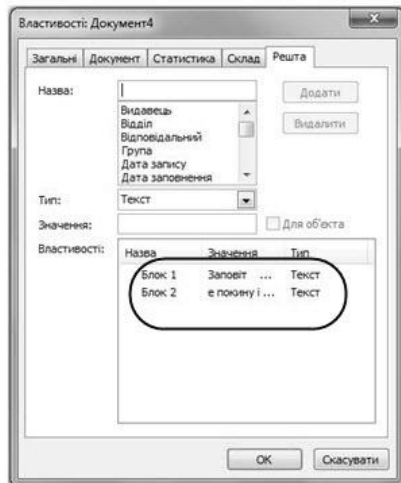 Властивості: Документ4
Загальні Документ Статистика Склад Решта
Назва:
Додати
Видавець
Відділ
Відповідальний
Група
Дата запису
Дата заповнення
Видалити
Тип: Текст
Значення: Для об'єкта
Властивості: Назва Значення Тип
Блок 1 Заповіт ... Текст
Блок 2 е покину і ... Текст
OK Скасувати